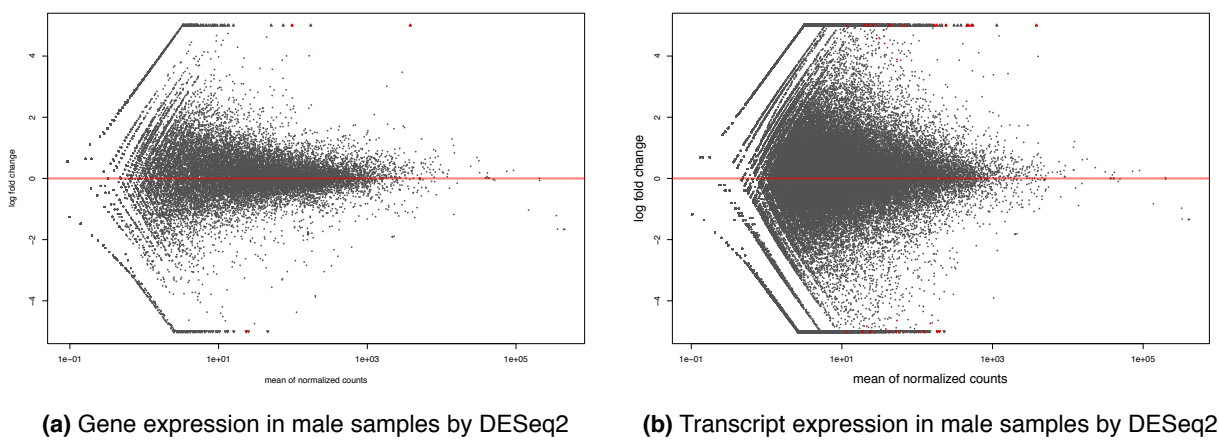 4
2
0
−2
−4
log fold change
1e−01
1e+01
1e+03
1e+05
mean of normalized counts
(a) Gene expression in male samples by DESeq2
4
2
0
−2
−4
log fold change
1e−01
1e+01
1e+03
1e+05
mean of normalized counts
(b) Transcript expression in male samples by DESeq2